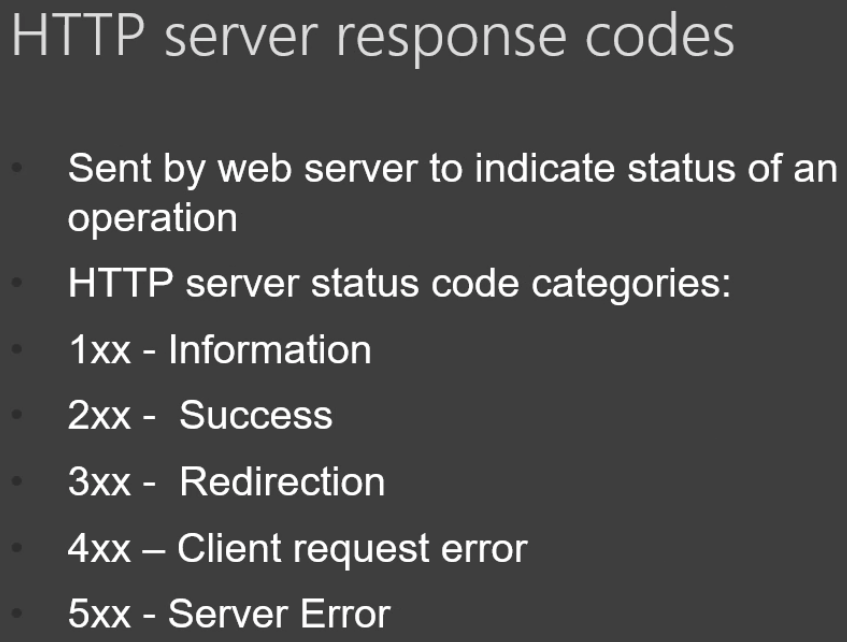 HTTP server response codes
• Sent by web server to indicate status of an
operation
• HTTP server status code categories:
• 1xx - Information
• 2xx -  Success
• 3xx -  Redirection
• 4xx – Client request error
• 5xx - Server Error